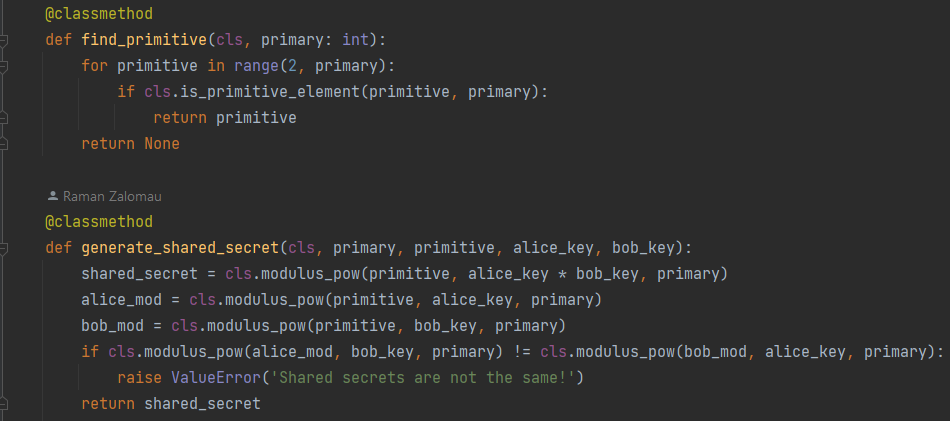 @classmethod
def find_primitive(cls, primary: int):
    for primitive in range(2, primary):
        if cls.is_primitive_element(primitive, primary):
            return primitive
    return None
Raman Zalomau
@classmethod
def generate_shared_secret(cls, primary, primitive, alice_key, bob_key):
    shared_secret = cls.modulus_pow(primitive, alice_key * bob_key, primary)
    alice_mod = cls.modulus_pow(primitive, alice_key, primary)
    bob_mod = cls.modulus_pow(primitive, bob_key, primary)
    if cls.modulus_pow(alice_mod, bob_key, primary) != cls.modulus_pow(bob_mod, alice_key, primary):
        raise ValueError('Shared secrets are not the same!')
    return shared_secret